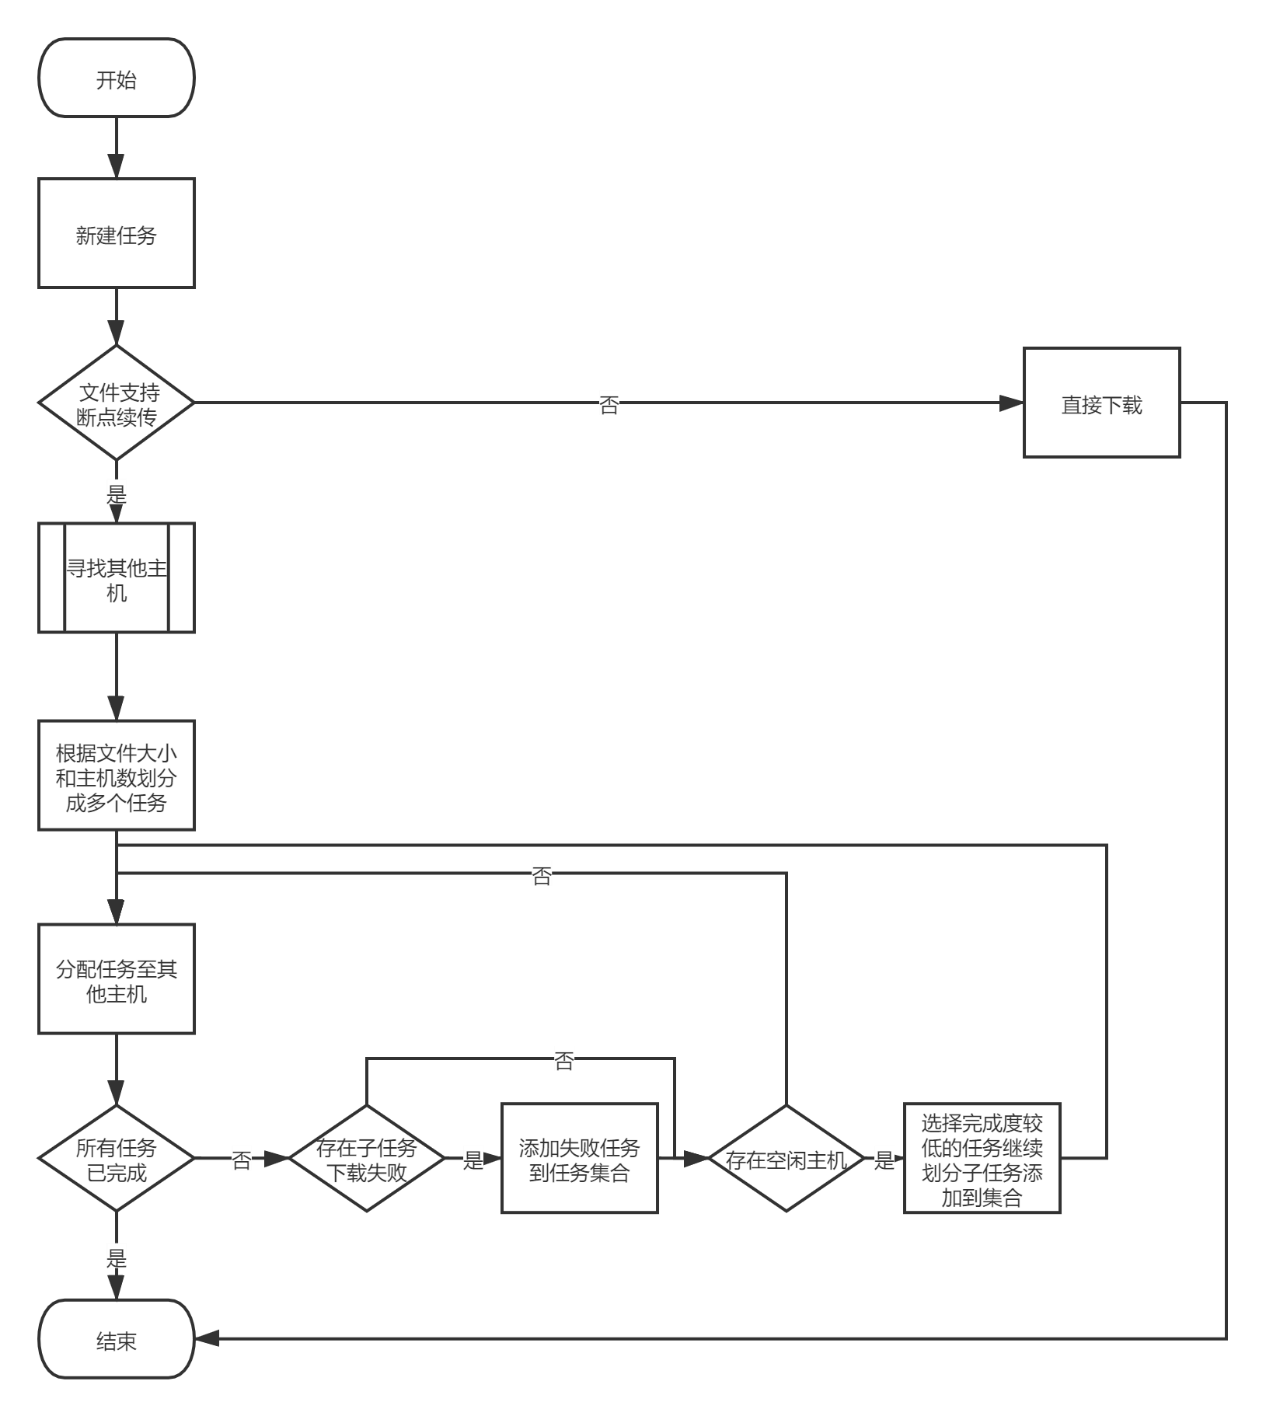 开始
新建任务
文件支持
断点续传
否
直接下载
是
寻找其他主
机
根据文件大小
和主机数划分
成多个任务
否
分配任务至其
他主机
否
所有任务
已完成
否
存在子任务
下载失败
是
添加失败任务
到任务集合
存在空闲主机
是
选择完成度较
低的任务继续
划分子任务添
加到集合
是
结束